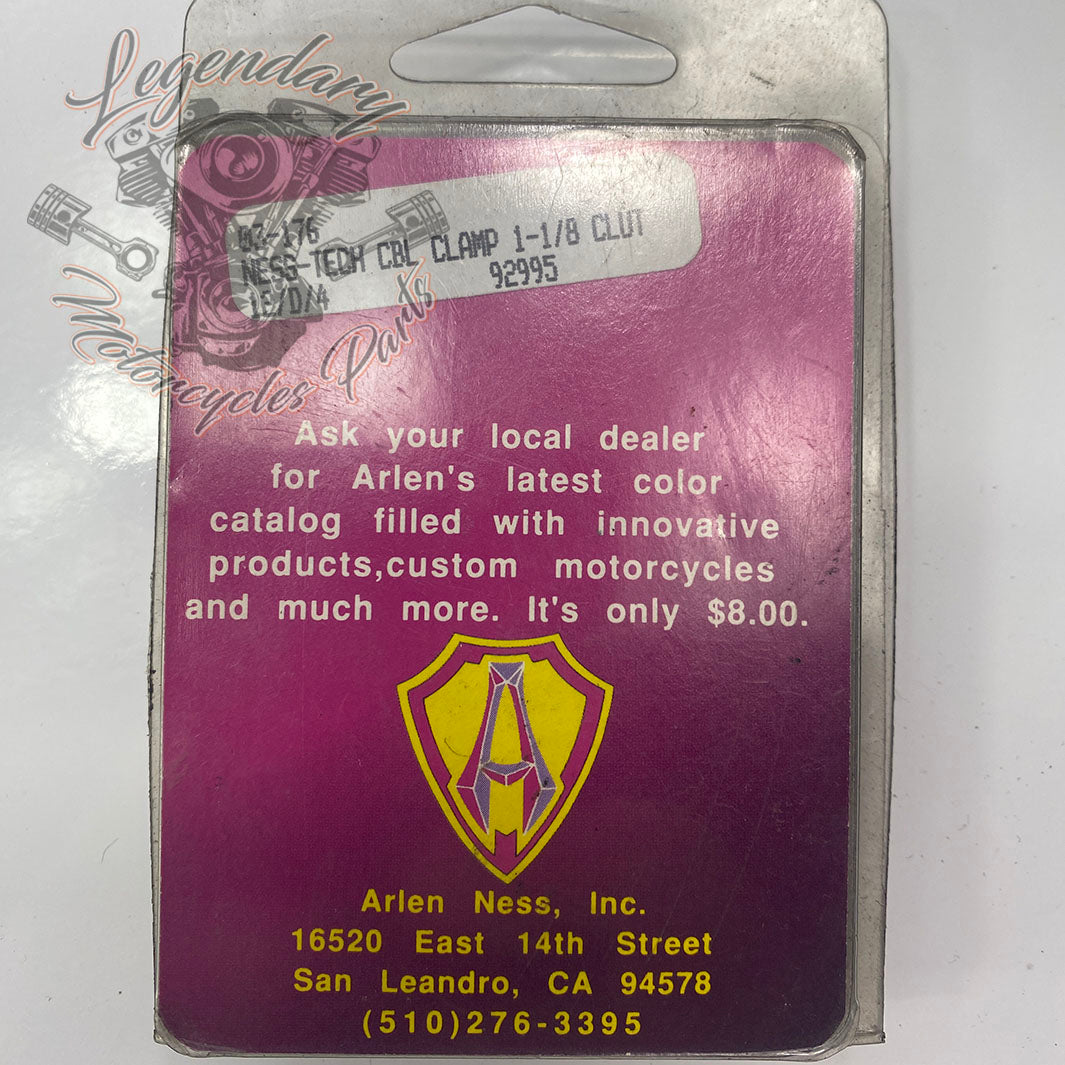 Legendary
Motorcycles Parts
03-176
NESS-TECH CBL CLAMP 1-1/8 CLUT
1E/D/4 92995
Ask your local dealer
for Arlen's latest color
catalog filled with innovative
products,custom motorcycles
and much more. It's only $8.00.
Arlen Ness, Inc.
16520 East 14th Street
San Leandro, CA 94578
(510)276-3395